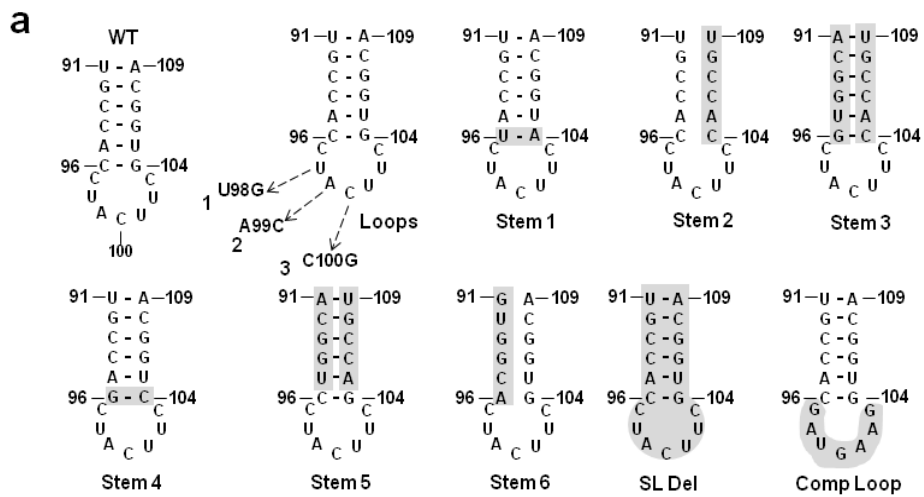 a
WT
91 U - A 109
G - C
C - G
C - G
A - U
96 C - G 104
C C
U U
A U
C
100
91 U - A 109
G - C
C - G
C - G
A - U
96 C - G 104
C C
U U
A U
C
1 U98G
A99C
2
3 C100G
Loops
91 U - A 109
G - C
C - G
C - G
A - U
96 U - A 104
C C
U U
A U
C
Stem 1
91 U U 109
G G
C C
C C
A A
96 C C 104
C C
U U
A U
C
Stem 2
91 A - U 109
C - G
G - C
G - C
U - A
96 G - C 104
C C
U U
A U
C
Stem 3
91 U - A 109
G - C
C - G
C - G
A - U
96 G - C 104
C C
U U
A U
C
Stem 4
91 A - U 109
C - G
G - C
G - C
U - A
96 C - G 104
C C
U U
A U
C
Stem 5
91 G A 109
U C
G G
G G
C U
96 A G 104
C C
U U
A U
C
Stem 6
91 U - A 109
G - C
C - G
C - G
A - U
96 C - G 104
C C
U U
A U
C
SL Del
91 U - A 109
G - C
C - G
C - G
A - U
96 C - G 104
G G
A A
U A
G
Comp Loop